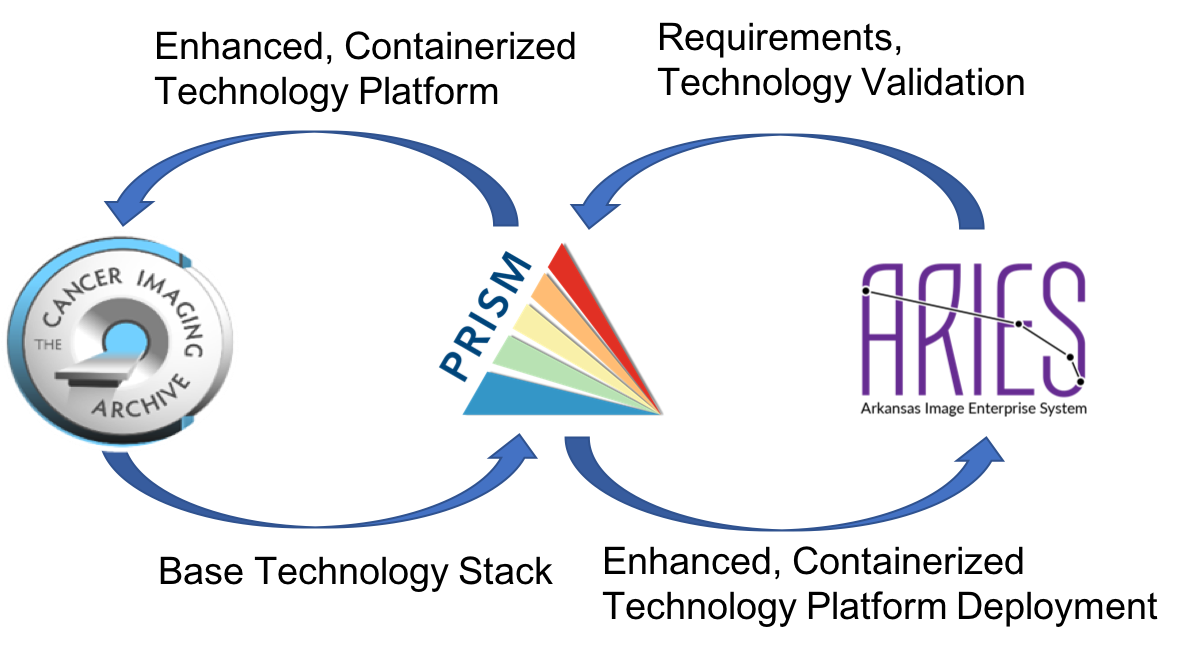 Enhanced, Containerized
Technology Platform
Requirements,
Technology Validation
THE CANCER IMAGING
ARCHIVE
PRISM
ARIES
Arkansas Image Enterprise System
Base Technology Stack
Enhanced, Containerized
Technology Platform Deployment